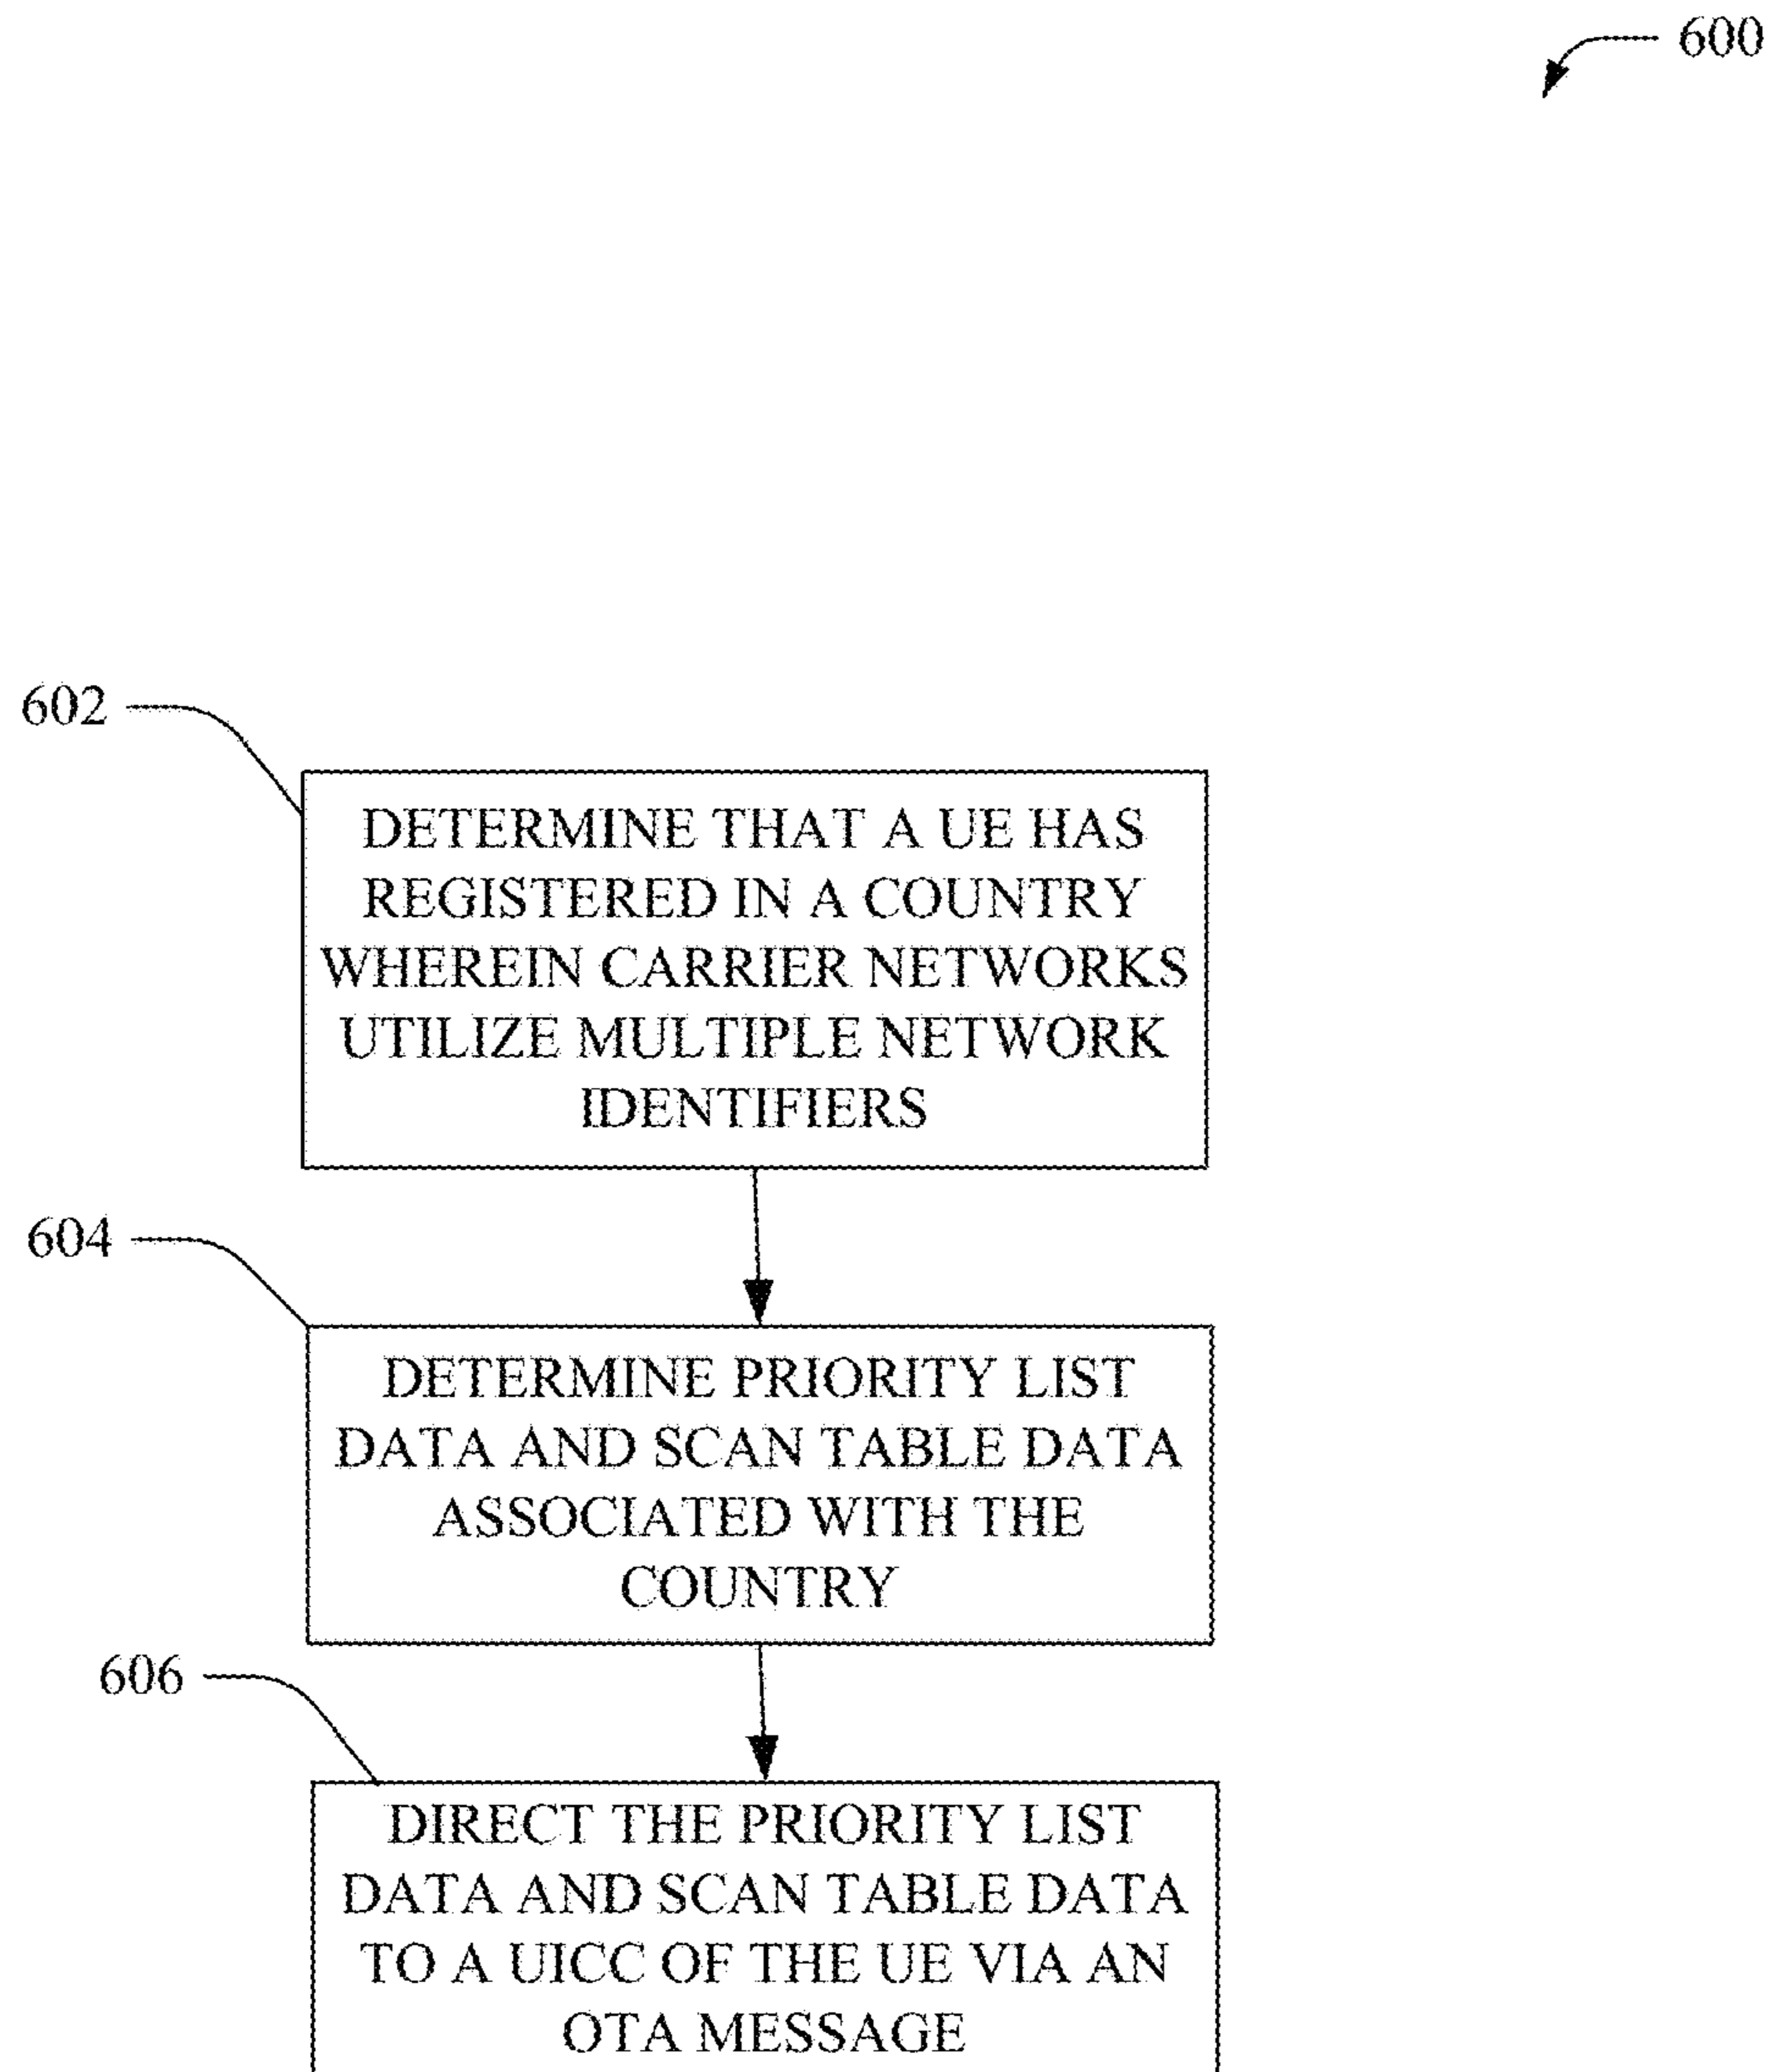 600
602
DETERMINE THAT A UE HAS
REGISTERED IN A COUNTRY
WHEREIN CARRIER NETWORKS
UTILIZE MULTIPLE NETWORK
IDENTIFIERS
604
DETERMINE PRIORITY LIST
DATA AND SCAN TABLE DATA
ASSOCIATED WITH THE
COUNTRY
606
DIRECT THE PRIORITY LIST
DATA AND SCAN TABLE DATA
TO A UICC OF THE UE VIA AN
OTA MESSAGE